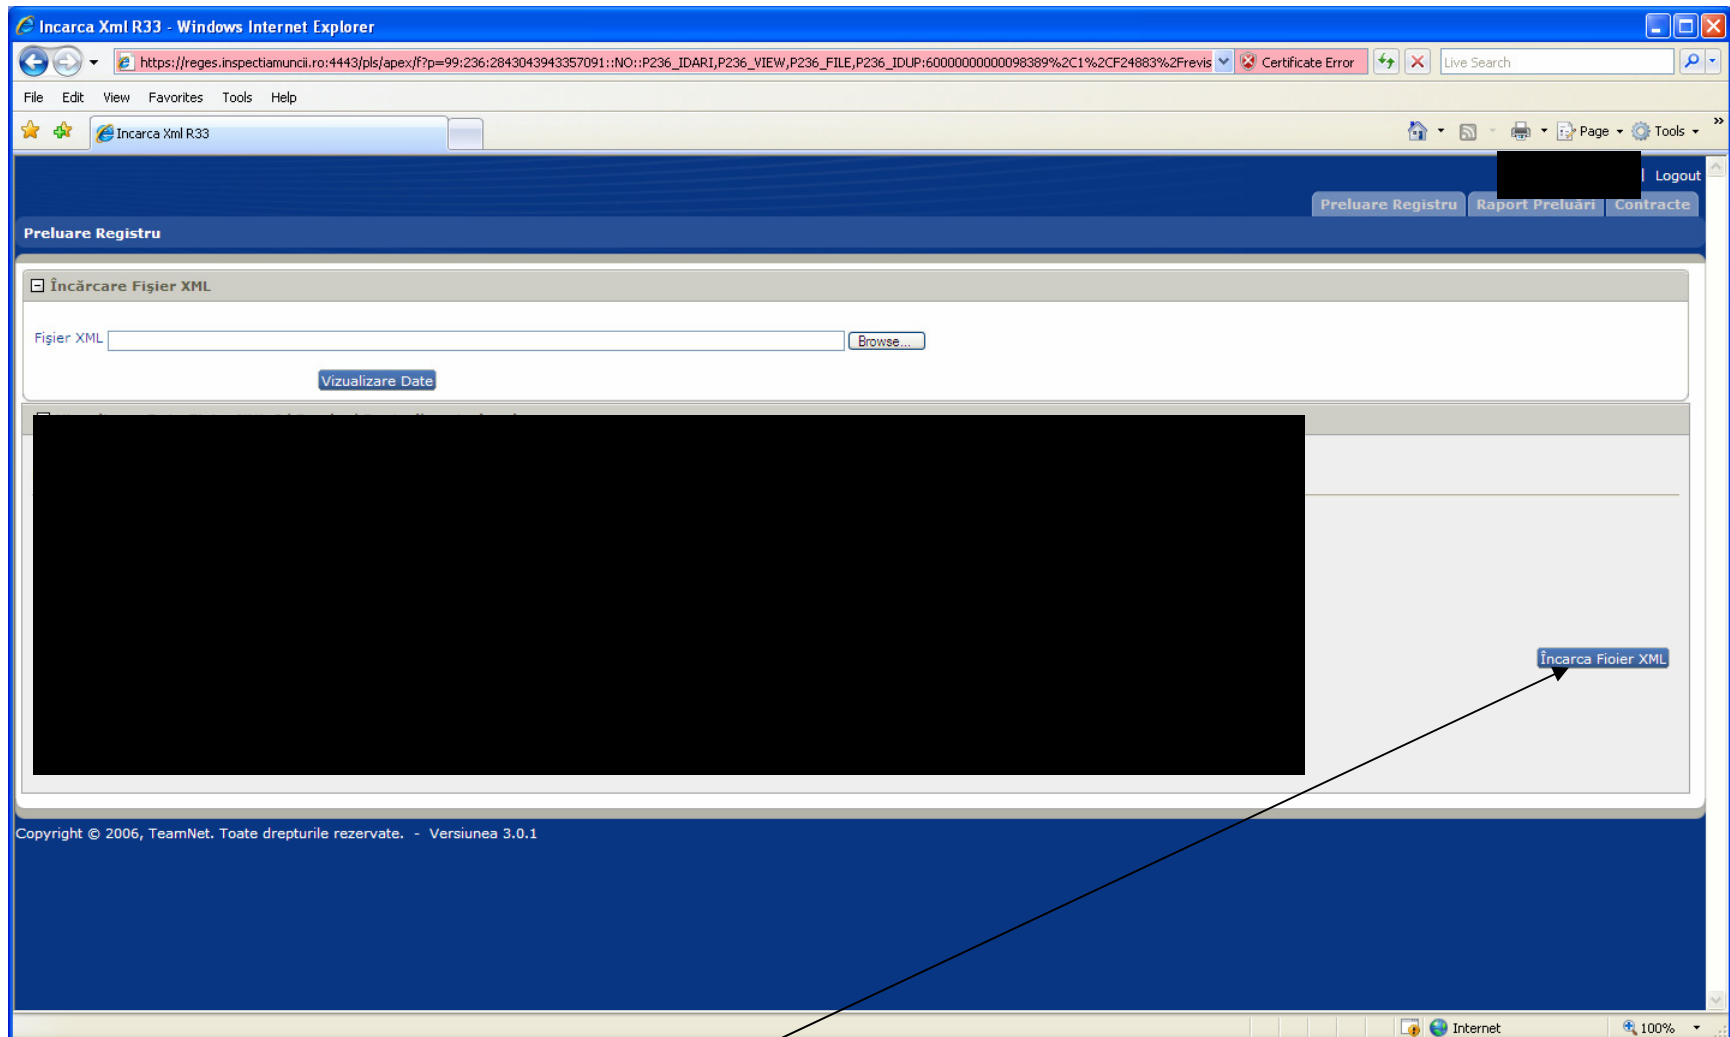 Incarca Xml R33 - Windows Internet Explorer
https://reges.inspectiamuncii.ro:4443/pls/apex/f?p=99:236:2843043943357091::NO::P236_IDARI,P236_VIEW,P236_FILE,P236_IDUP:60000000000098389%2C1%2CF24883%2Frevis Certificate Error Live Search
File Edit View Favorites Tools Help
Incarca Xml R33 Page Tools »
| Logout
Preluare Registru Raport Preluări Contracte
Preluare Registru
Încărcare Fişier XML
Fişier XML Browse...
Vizualizare Date
Încarca Fioier XML
Copyright © 2006, TeamNet. Toate drepturile rezervate. - Versiunea 3.0.1
Internet 100%